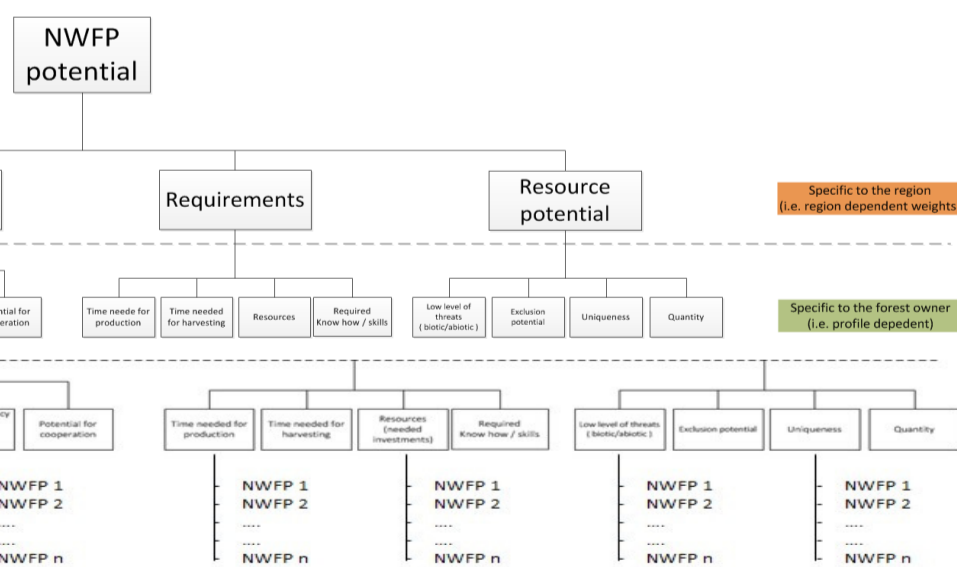 NWFP
potential
Requirements
Resource
potential
Specific to the region
(i.e. region dependent weights
ntial for
eration
Time neede for
production
Time needed
for harvesting
Resources
Required
Know how / skills
Low level of
threats
( biotic/abiotic )
Exclusion
potential
Uniqueness
Quantity
Specific to the forest owner
(i.e. profile depedent)
cy
Potential for
cooperation
Time needed for
production
Time needed for
harvesting
Resources
(needed
investments)
Required
Know how / skills
Low level of threats
( biotic/abiotic )
Exclusion potential
Uniqueness
Quantity
NWFP 1
NWFP 2
....
....
NWFP n
NWFP 1
NWFP 2
....
....
NWFP n
NWFP 1
NWFP 2
....
....
NWFP n
NWFP 1
NWFP 2
....
....
NWFP n
NWFP 1
NWFP 2
....
....
NWFP n